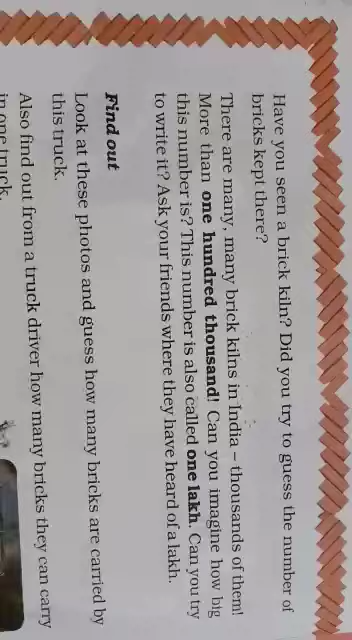 Have you seen a brick kiln? Did you try to guess the number of
bricks kept there?
There are many, many brick kilns in India – thousands of them!
More than one hundred thousand! Can you imagine how big
this number is? This number is also called one lakh. Can you try
to write it? Ask your friends where they have heard of a lakh.
Find out
Look at these photos and guess how many bricks are carried by
this truck.
Also find out from a truck driver how many bricks they can carry
in one truck.